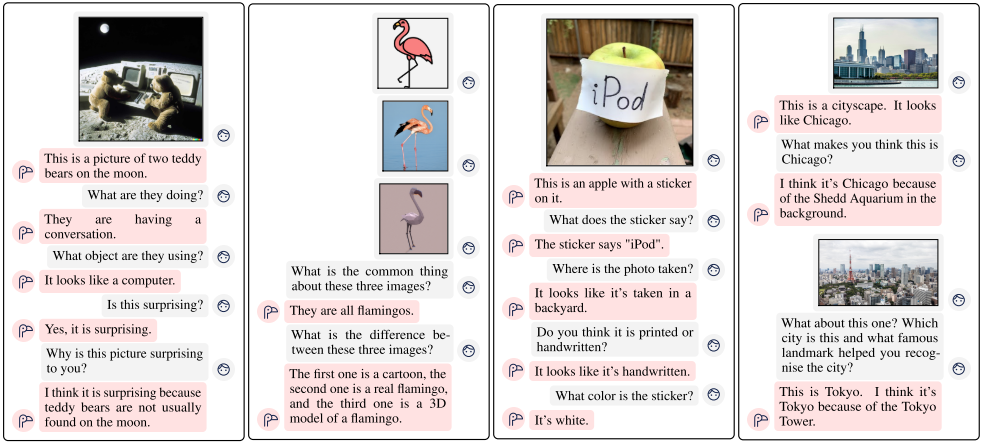 This is a picture of two teddy
bears on the moon.
What are they doing?
They are having a
conversation.
What object are they using?
It looks like a computer.
Is this surprising?
Yes, it is surprising.
Why is this picture surprising
to you?
I think it is surprising because
teddy bears are not usually
found on the moon.
What is the common thing
about these three images?
They are all flamingos.
What is the difference be-
tween these three images?
The first one is a cartoon, the
second one is a real flamingo,
and the third one is a 3D
model of a flamingo.
iPod
This is an apple with a sticker
on it.
What does the sticker say?
The sticker says "iPod".
Where is the photo taken?
It looks like it's taken in a
backyard.
Do you think it is printed or
handwritten?
It looks like it's handwritten.
What color is the sticker?
It's white.
This is a cityscape. It looks
like Chicago.
What makes you think this is
Chicago?
I think it's Chicago because
of the Shedd Aquarium in the
background.
What about this one? Which
city is this and what famous
landmark helped you recog-
nise the city?
This is Tokyo. I think it's
Tokyo because of the Tokyo
Tower.